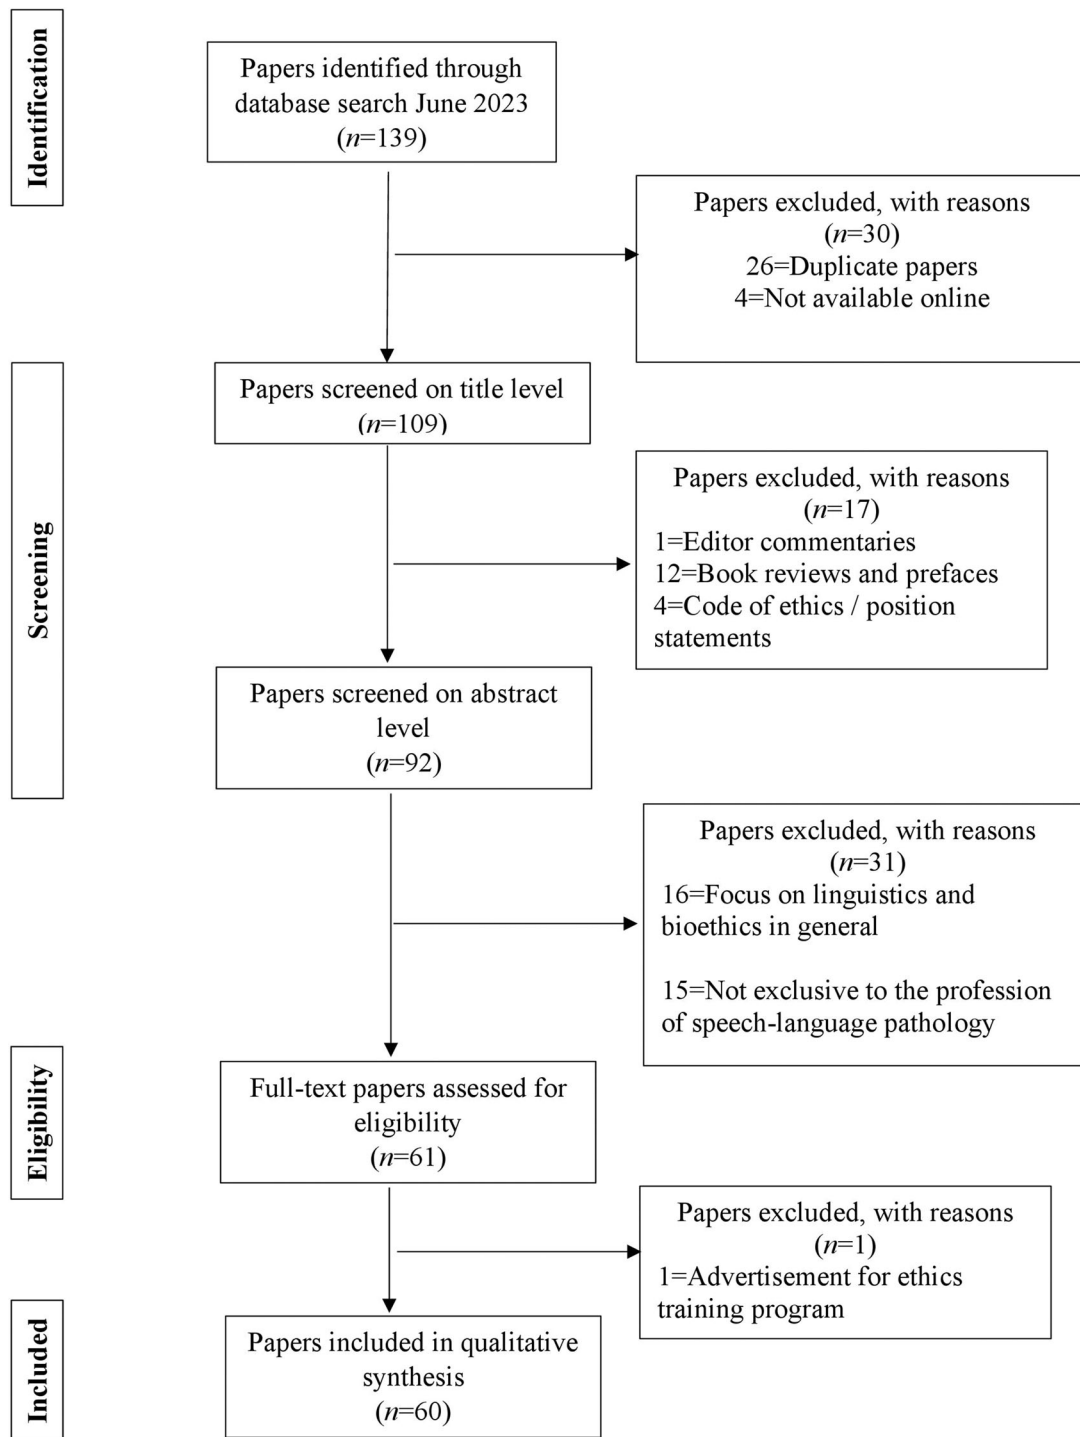 Identification
Papers identified through
database search June 2023
(n=139)
Papers excluded, with reasons
(n=30)
26=Duplicate papers
4=Not available online
Screening
Papers screened on title level
(n=109)
Papers excluded, with reasons
(n=17)
1=Editor commentaries
12=Book reviews and prefaces
4=Code of ethics / position
statements
Papers screened on abstract
level
(n=92)
Papers excluded, with reasons
(n=31)
16=Focus on linguistics and
bioethics in general
15=Not exclusive to the profession
of speech-language pathology
Eligibility
Full-text papers assessed for
eligibility
(n=61)
Papers excluded, with reasons
(n=1)
1=Advertisement for ethics
training program
Included
Papers included in qualitative
synthesis
(n=60)